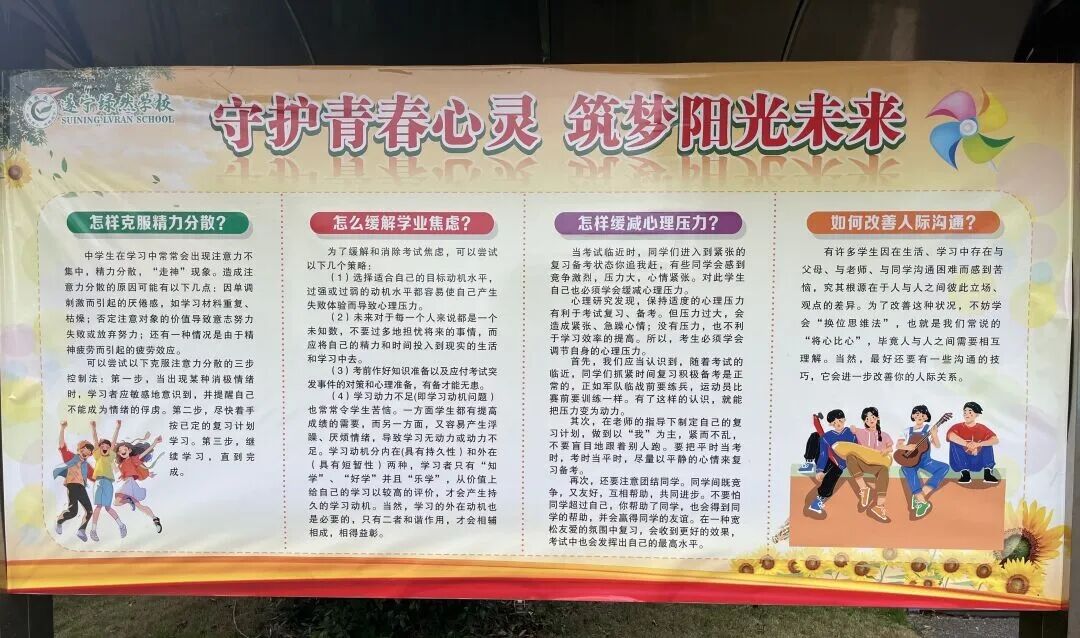 遂宁绿然学校
SUINING LVRAN SCHOOL
守护青春心灵 筑梦阳光未来
怎样克服精力分散?
中学生在学习中常常会出现注意力不
集中,精力分散,“走神”现象。造成注
意力分散的原因可能有以下几点:因单调
刺激而引起的厌倦感,如学习材料重复、
枯燥;否定注意对象的价值导致意志努力
失败或放弃努力;还有一种情况是由于精
神疲劳而引起的疲劳效应。
可以尝试以下克服注意力分散的三步
控制法:第一步,当出现某种消极情绪
时,学习者应敏感地意识到,并提醒自己
不能成为情绪的俘虏。第二步,尽快着手
按已定的复习计划
学习。第三步,继
续学习,直到完
成。
怎么缓解学业焦虑?
为了缓解和消除考试焦虑,可以尝试
以下几个策略:
(1)选择适合自己的目标动机水平,
过强或过弱的动机水平都容易使自己产生
失败体验而导致心理压力。
(2)未来对于每一个人来说都是一个
未知数,不要过多地担忧将来的事情,而
应将自己的精力和时间投入到现实的生活
和学习中去。
(3)考前作好知识准备以及应付考试突
发事件的对策和心理准备,有备才能无患。
(4)学习动力不足(即学习动机问题)
也常常令学生苦恼。一方面学生都有提高
成绩的需要,而另一方面,又容易产生浮
躁、厌烦情绪,导致学习无动力或动力不
足。学习动机分内在(具有持久性)和外在
(具有短暂性)两种,学习者只有“知
学”、“好学”并且“乐学”,从价值上
给自己的学习以较高的评价,才会产生持
久的学习动机。当然,学习的外在动机也
是必要的,只有二者和谐作用,才会相辅
相成,相得益彰。
怎样缓减心理压力?
当考试临近时,同学们进入到紧张的
复习备考状态你追我赶,有些同学会感到
竞争激烈,压力大,心情紧张。对此学生
自己也必须学会缓减心理压力。
心理研究发现,保持适度的心理压力
有利于考试复习、备考。但压力过大,会
造成紧张、急躁心情;没有压力,也不利
于学习效率的提高。所以,考生必须学会
调节自身的心理压力。
首先,我们应当认识到,随着考试的
临近,同学们抓紧时间复习积极备考是正
常的,正如军队临战前要练兵,运动员比
赛前要训练一样。有了这样的认识,就能
把压力变为动力。
其次,在老师的指导下制定自己的复
习计划,做到以“我”为主,紧而不乱,
不要盲目地跟着别人跑。要把平时当考
时,考时当平时,尽量以平静的心情来复
习备考。
再次,还要注意团结同学。同学间既竞
争,又友好,互相帮助,共同进步。不要怕
同学超过自己,你帮助了同学,也会得到同
学的帮助,并会赢得同学的友谊。在一种宽
松友爱的氛围中复习,会收到更好的效果,
考试中也会发挥出自己的最高水平。
如何改善人际沟通?
有许多学生因在生活、学习中存在与
父母、与老师、与同学沟通困难而感到苦
恼,究其根源在于人与人之间彼此立场、
观点的差异。为了改善这种状况,不妨学
会“换位思维法”,也就是我们常说的
“将心比心”,毕竟人与人之间需要相互
理解。当然,最好还要有一些沟通的技
巧,它会进一步改善你的人际关系。